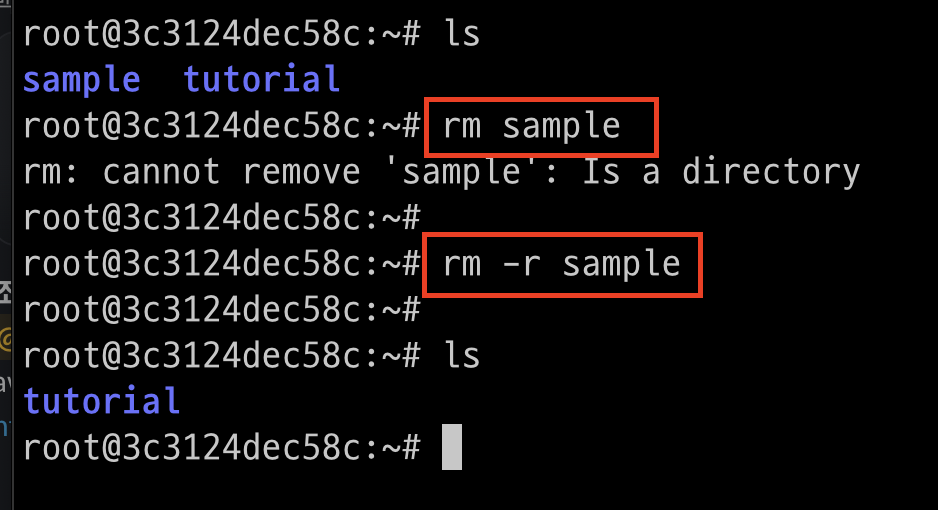 root@3c3124dec58c:~# ls
sample  tutorial
root@3c3124dec58c:~# rm sample
rm: cannot remove 'sample': Is a directory
root@3c3124dec58c:~#
root@3c3124dec58c:~# rm -r sample
root@3c3124dec58c:~#
root@3c3124dec58c:~# ls
tutorial
root@3c3124dec58c:~#